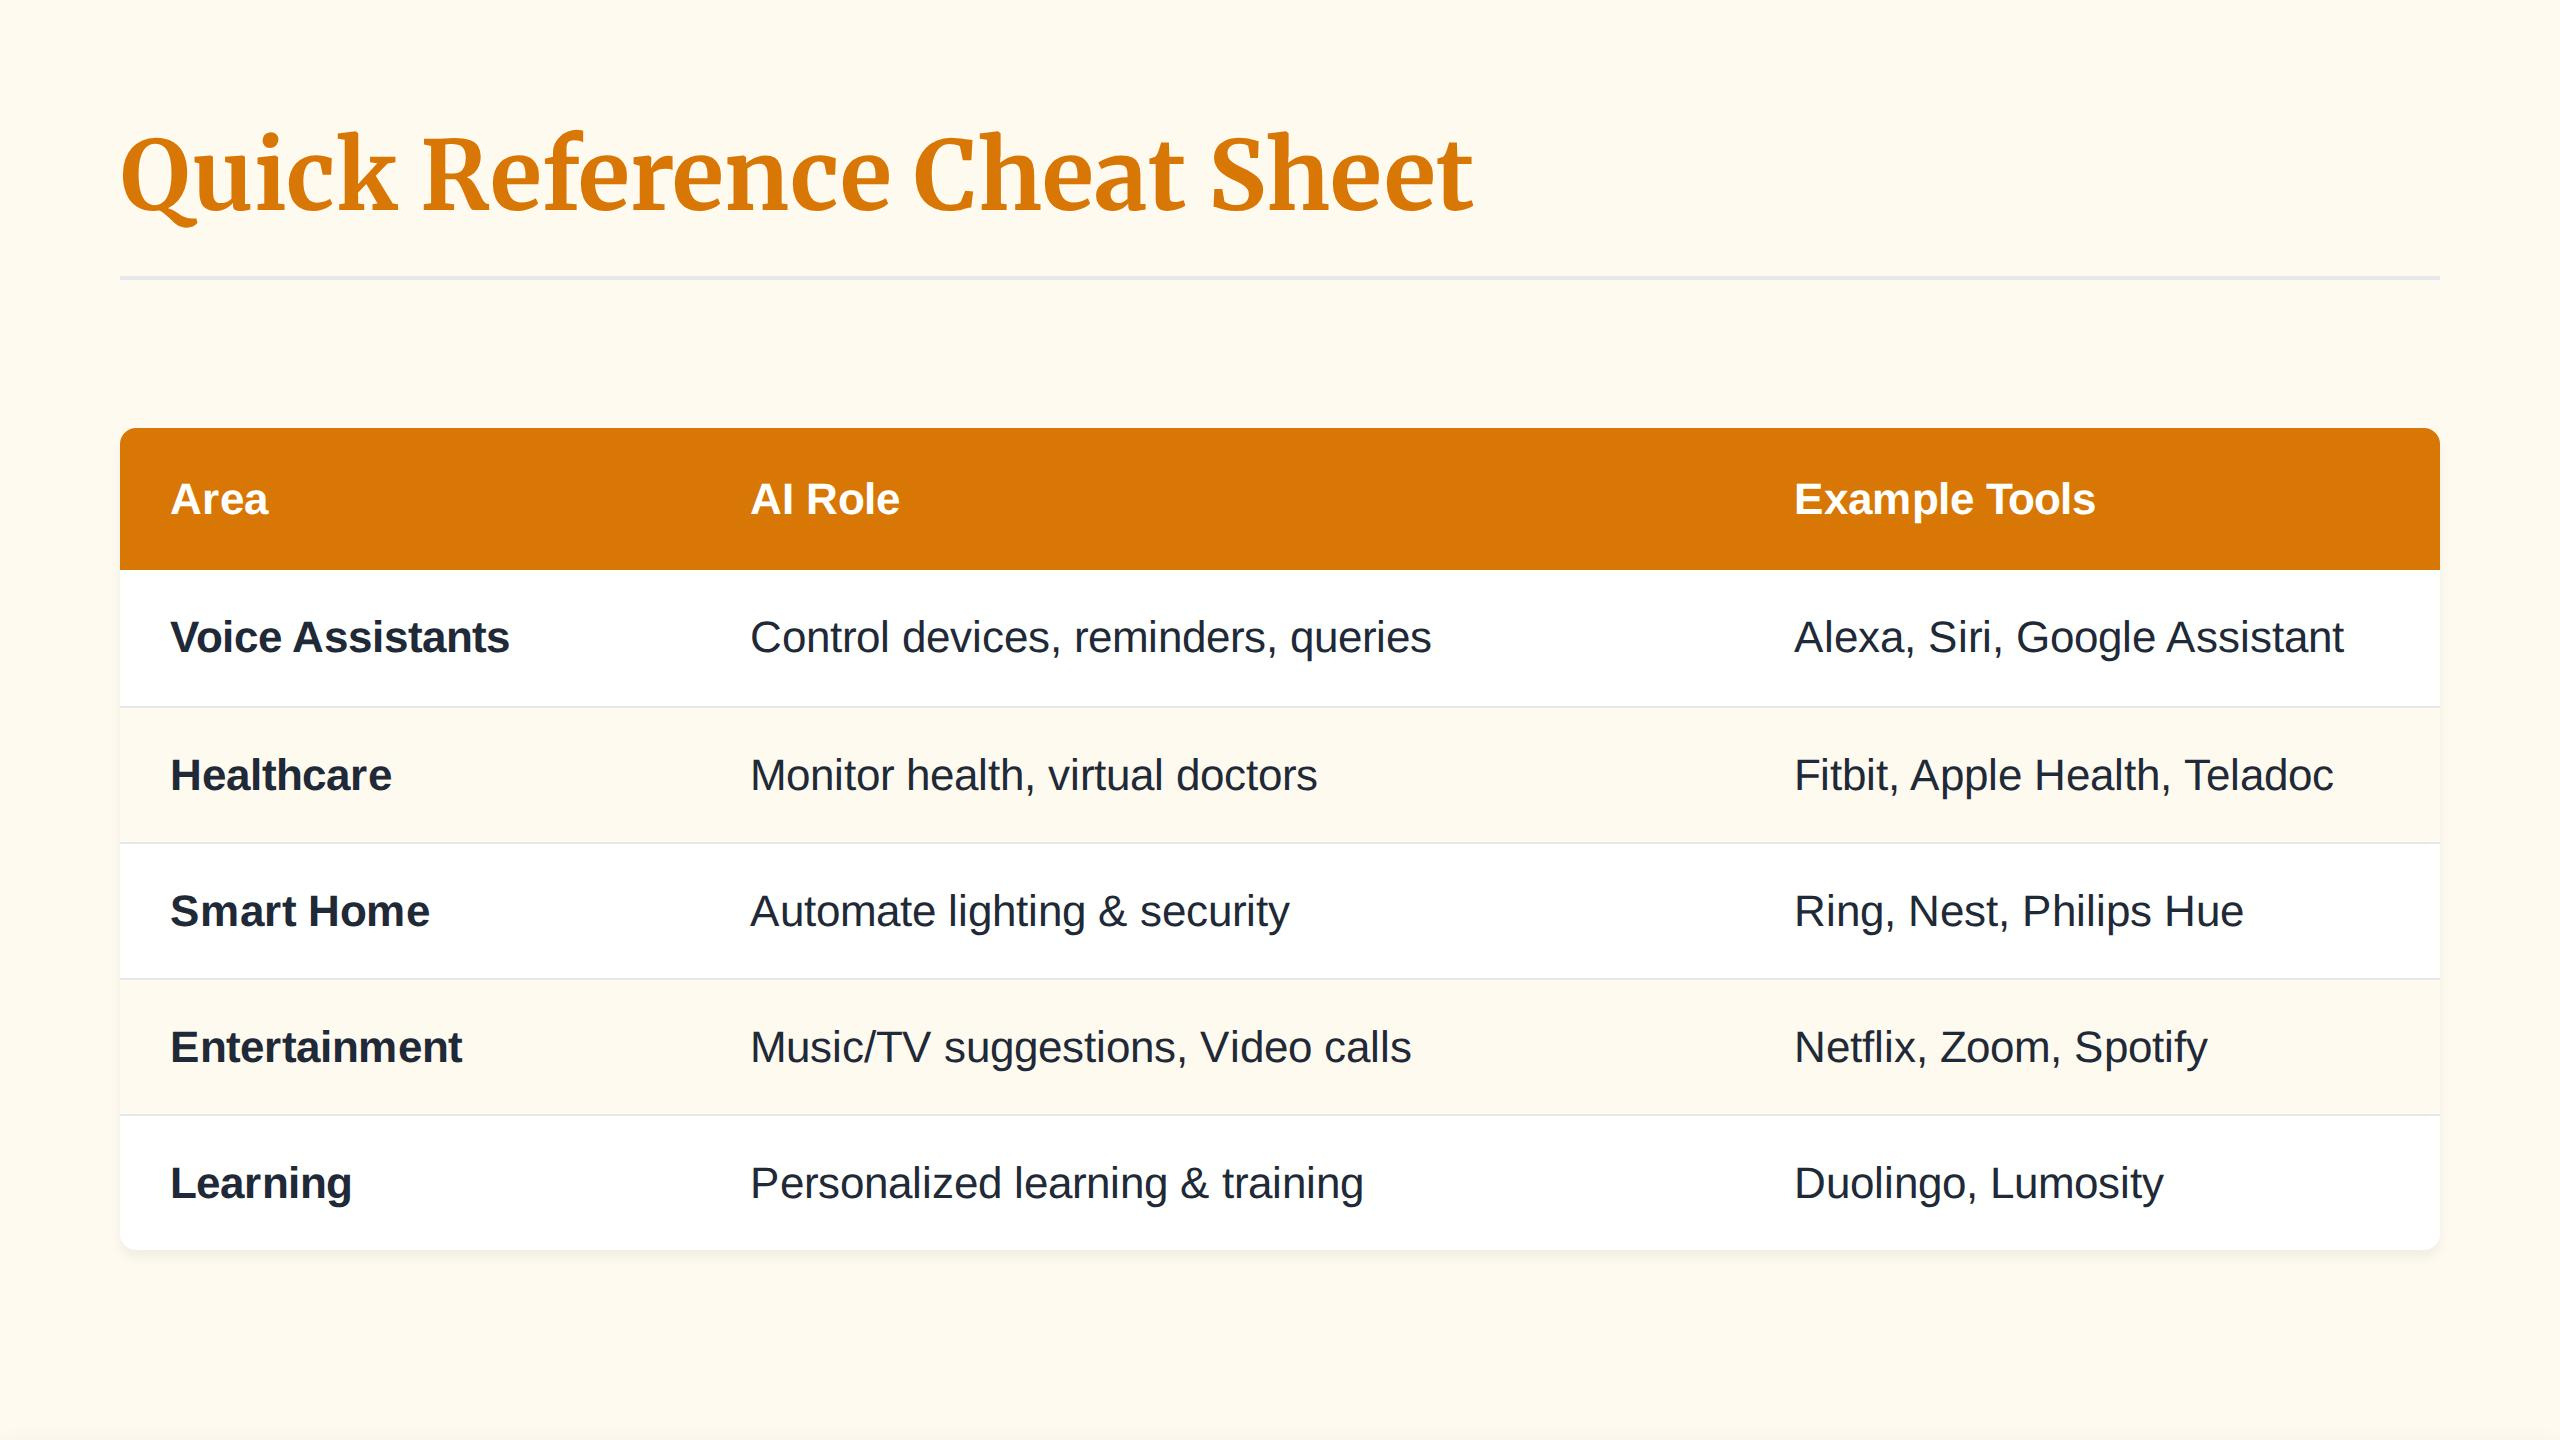 Quick Reference Cheat Sheet
Area AI Role Example Tools
Voice Assistants Control devices, reminders, queries Alexa, Siri, Google Assistant
Healthcare Monitor health, virtual doctors Fitbit, Apple Health, Teladoc
Smart Home Automate lighting & security Ring, Nest, Philips Hue
Entertainment Music/TV suggestions, Video calls Netflix, Zoom, Spotify
Learning Personalized learning & training Duolingo, Lumosity